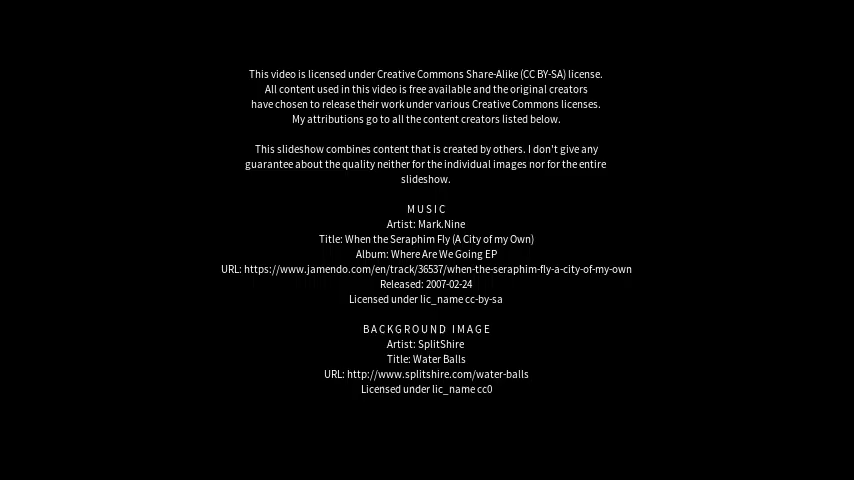 This video is licensed under Creative Commons Share-Alike (CC BY-SA) license.
All content used in this video is free available and the original creators
have chosen to release their work under various Creative Commons licenses.
My attributions go to all the content creators listed below.
This slideshow combines content that is created by others. I don't give any
guarantee about the quality neither for the individual images nor for the entire
slideshow.
MUSIC
Artist: Mark.Nine
Title: When the Seraphim Fly (A City of my Own)
Album: Where Are We Going EP
URL: https://www.jamendo.com/en/track/36537/when-the-seraphim-fly-a-city-of-my-own
Released: 2007-02-24
Licensed under lic_name cc-by-sa
BACKGROUND IMAGE
Artist: SplitShire
Title: Water Balls
URL: http://www.splitshire.com/water-balls
Licensed under lic_name cc0